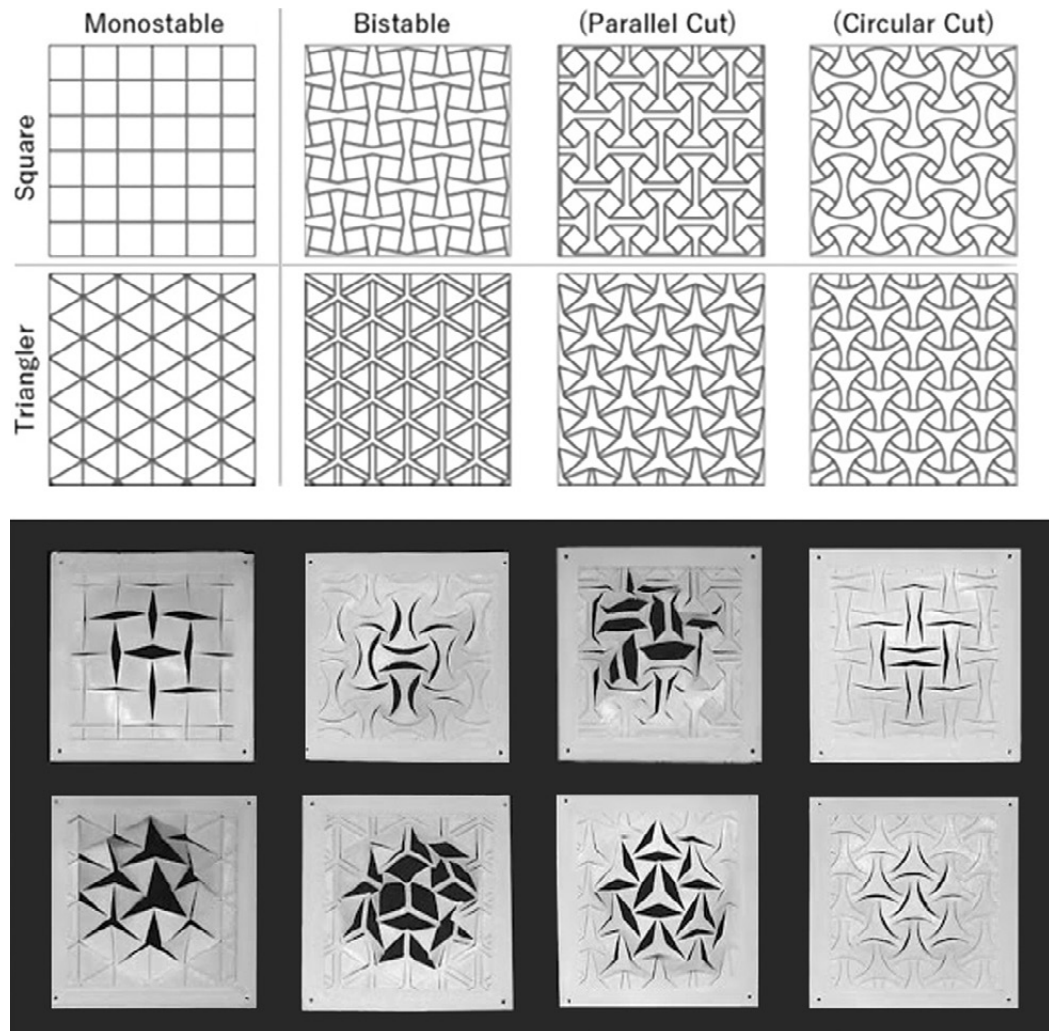 Monostable
Bistable
(Parallel Cut)
(Circular Cut)
Square
Triangler